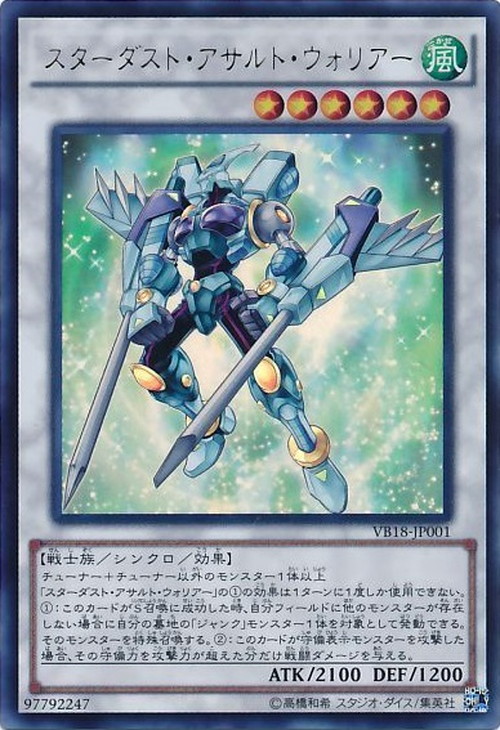 スターダスト・アサルト・ウォリアー 風
VB18-JP001
【戦士族／シンクロ／効果】
チューナー＋チューナー以外のモンスター１体以上
「スターダスト・アサルト・ウォリアー」の①の効果は１ターンに１度しか使用できない。
①：このカードがＳ召喚に成功した時、自分フィールドに他のモンスターが存在
しない場合に自分の墓地の「ジャンク」モンスター１体を対象として発動できる。
そのモンスターを特殊召喚する。②：このカードが守備表示モンスターを攻撃した
場合、その守備力を攻撃力が超えた分だけ戦闘ダメージを与える。
ATK/2100 DEF/1200
97792247 ©高橋和希 スタジオ・ダイス/集英社